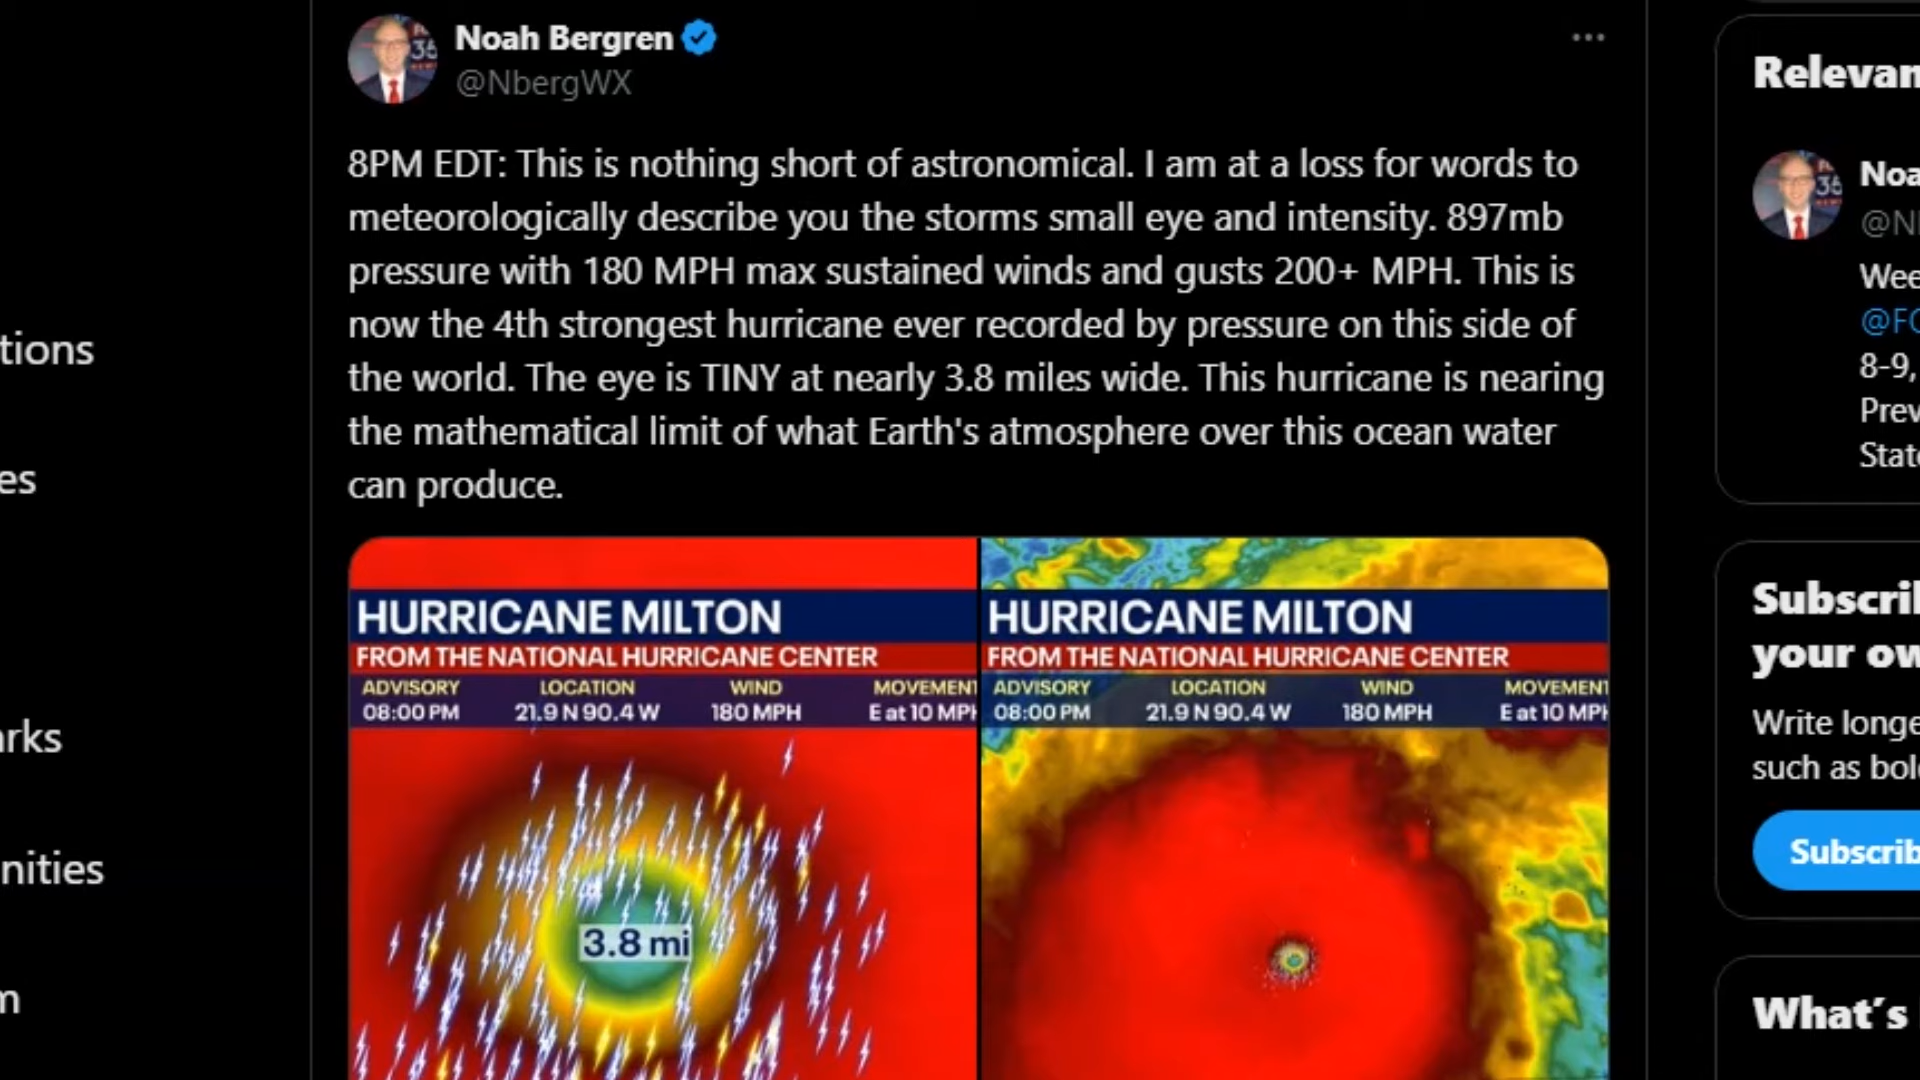 Noah Bergren
@NbergWX
8PM EDT: This is nothing short of astronomical. I am at a loss for words to
meteorologically describe you the storms small eye and intensity. 897mb
pressure with 180 MPH max sustained winds and gusts 200+ MPH. This is
now the 4th strongest hurricane ever recorded by pressure on this side of
the world. The eye is TINY at nearly 3.8 miles wide. This hurricane is nearing
the mathematical limit of what Earth's atmosphere over this ocean water
can produce.
HURRICANE MILTON
FROM THE NATIONAL HURRICANE CENTER
ADVISORY LOCATION WIND MOVEMENT
08:00 PM 21.9 N 90.4 W 180 MPH E at 10 MPH
3.8 mi
HURRICANE MILTON
FROM THE NATIONAL HURRICANE CENTER
ADVISORY LOCATION WIND MOVEMENT
08:00 PM 21.9 N 90.4 W 180 MPH E at 10 MPH
tions
es
arks
nities
m
Relevan
Noa
@N
Wee
@FO
8-9,
Prev
State
Subscri
your ow
Write longe
such as bol
Subscrib
What's